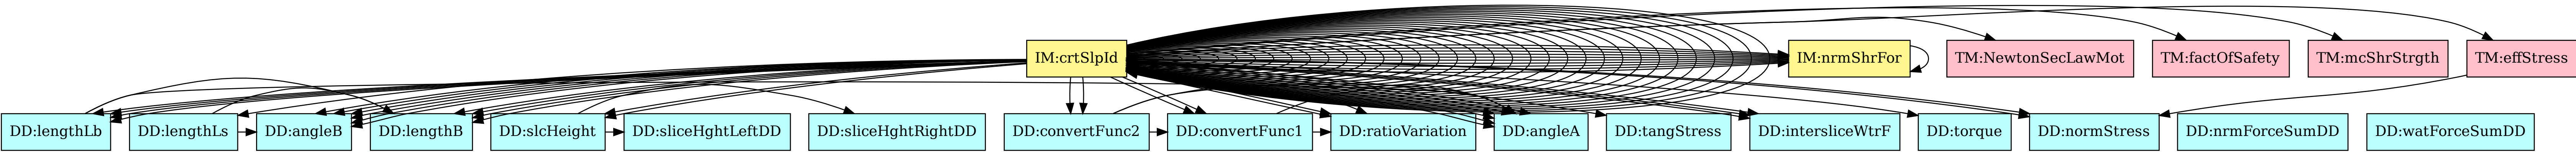 IM:crtSlpId
IM:nrmShrFor
TM:NewtonSecLawMot
TM:factOfSafety
TM:mcShrStrgth
TM:effStress
DD:lengthLb
DD:lengthLs
DD:angleB
DD:lengthB
DD:slcHeight
DD:sliceHghtLeftDD
DD:sliceHghtRightDD
DD:convertFunc2
DD:convertFunc1
DD:ratioVariation
DD:angleA
DD:tangStress
DD:intersliceWtrF
DD:torque
DD:normStress
DD:nrmForceSumDD
DD:watForceSumDD